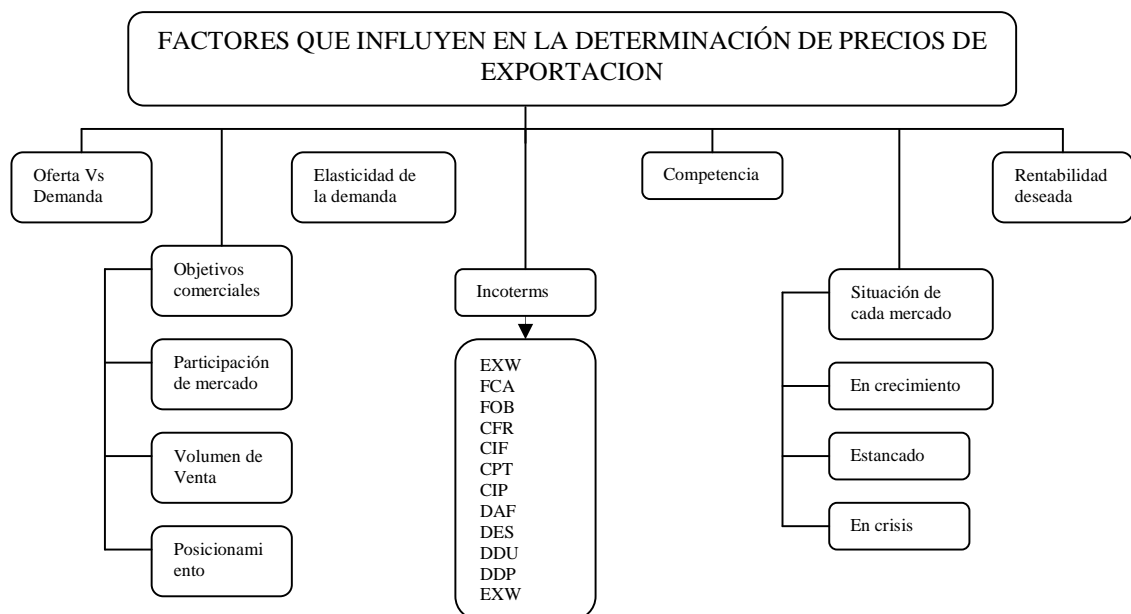 FACTORES QUE INFLUYEN EN LA DETERMINACIÓN DE PRECIOS DE
EXPORTACION
Oferta Vs
Demanda
Elasticidad de
la demanda
Competencia
Rentabilidad
deseada
Objetivos
comerciales
Participación
de mercado
Volumen de
Venta
Posicionami
ento
Incoterms
EXW
FCA
FOB
CFR
CIF
CPT
CIP
DAF
DES
DDU
DDP
EXW
Situación de
cada mercado
En crecimiento
Estancado
En crisis